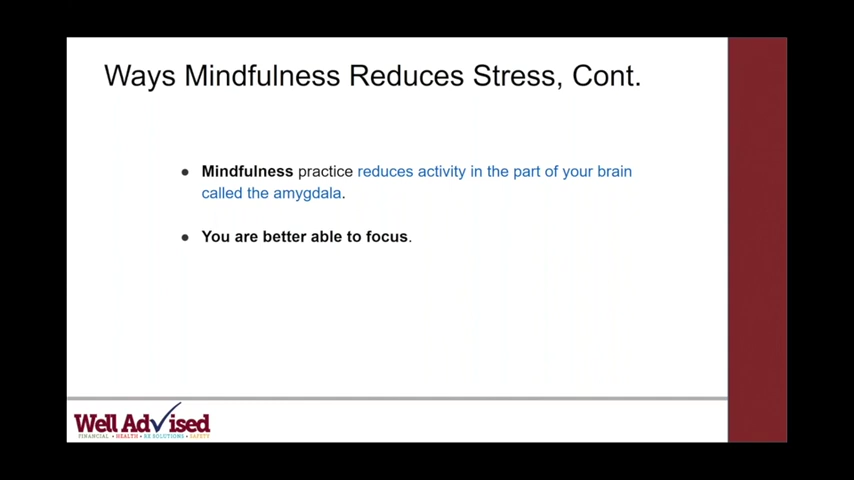 Ways Mindfulness Reduces Stress, Cont.
● Mindfulness practice reduces activity in the part of your brain
called the amygdala.
● You are better able to focus.
Well Advised
FINANCIAL • HEALTH • RE SOLUTIONS • SAFETY